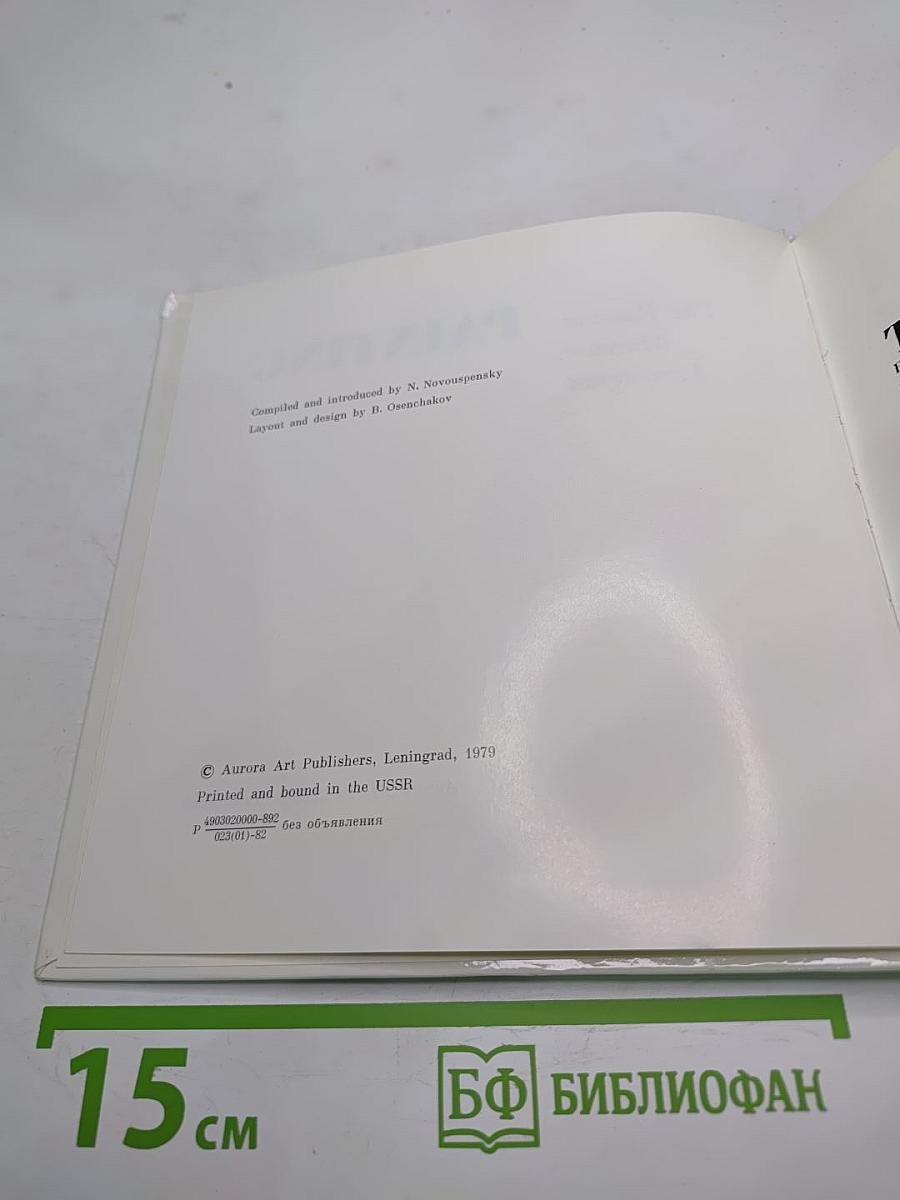 Compiled and introduced by N. Novouspensky
Layout and design by B. Osenchakov
© Aurora Art Publishers, Leningrad, 1979
Printed and bound in the USSR
Р 4903020000-892 без объявления
023(01)-82
15 см
БФ БИБЛИОФАН